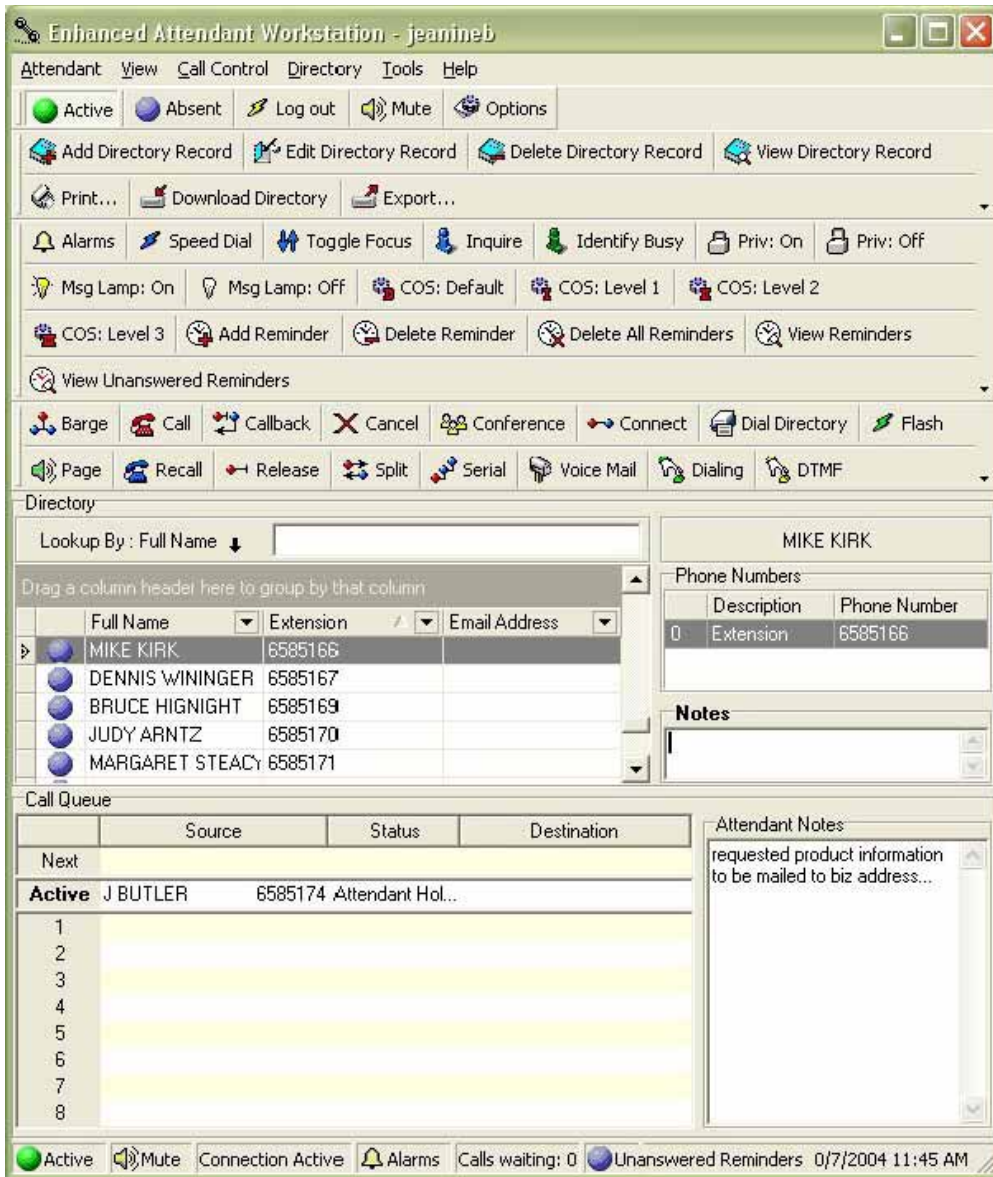 Enhanced Attendant Workstation - jeanineb
Attendant View Call Control Directory Tools Help
Active Absent Log out Mute Options
Add Directory Record Edit Directory Record Delete Directory Record View Directory Record
Print... Download Directory Export...
Alarms Speed Dial Toggle Focus Inquire Identify Busy Priv: On Priv: Off
Msg Lamp: On Msg Lamp: Off COS: Default COS: Level 1 COS: Level 2
COS: Level 3 Add Reminder Delete Reminder Delete All Reminders View Reminders
View Unanswered Reminders
Barge Call Callback Cancel Conference Connect Dial Directory Flash
Page Recall Release Split Serial Voice Mail Dialing DTMF
Directory
Lookup By : Full Name
Drag a column header here to group by that column
Full Name Extension Email Address
MIKE KIRK 6585166
DENNIS WININGER 6585167
BRUCE HIGNIGHT 6585169
JUDY ARNTZ 6585170
MARGARET STEACY 6585171
MIKE KIRK
Phone Numbers
Description Phone Number
0 Extension 6585166
Notes
Call Queue
Source Status Destination
Next
Active J BUTLER 6585174 Attendant Hol...
1
2
3
4
5
6
7
8
Attendant Notes
requested product information
to be mailed to biz address...
Active Mute Connection Active Alarms Calls waiting: 0 Unanswered Reminders 0/7/2004 11:45 AM